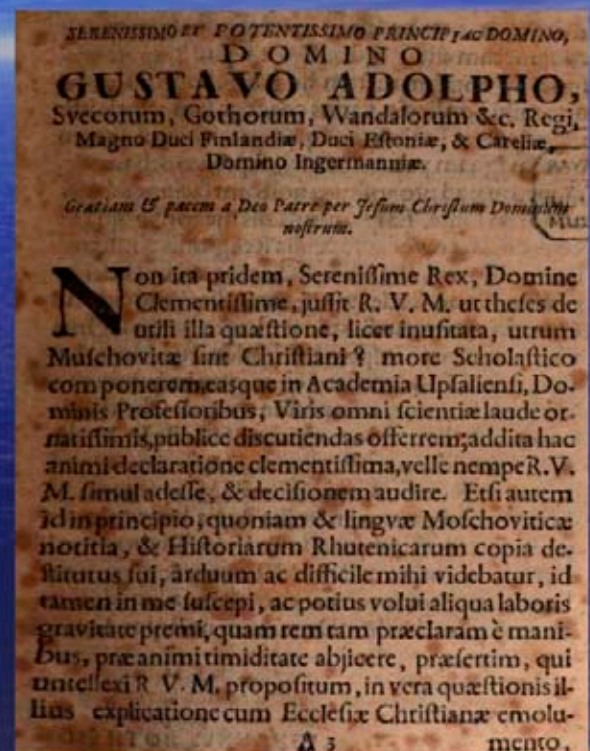 SERENISSIMO ET POTENTISSIMO PRINCIPI AC DOMINO,
DOMINO
GUSTAVO ADOLPHO,
Svecorum, Gothorum, Wandalorum &c. Regi,
Magno Duci Finlandiæ, Duci Eſtoniæ, & Careliæ,
Domino Ingermanniæ.
Gratiam & pacem a Deo Patre per Jeſum Chriſtum Dominum
noſtrum.
Non ita pridem, Sereniſſime Rex, Domine
Clementiſſime, juſſit R. V. M. ut theſes de
utili illa quæſtione, licet inuſitata, utrum
Muſchovitæ ſint Chriſtiani? more Scholaſtico
componerem, easque in Academia Upſalienſi, Do-
minis Profeſſoribus, Viris omni ſcientiæ laude or-
natiſſimis, publice diſcutiendas offerrem; addita hac
animi declaratione clementiſſima, velle nempe R. V.
M. ſimul adeſſe, & deciſionem audire. Etſi autem
id in principio, quoniam & lingvæ Moſchoviticæ
notitia, & Hiſtoriarum Rhutenicarum copia de-
ſtitutus fui, arduum ac difficile mihi videbatur, id
tamen in me ſuſcepi, ac potius volui aliqua laboris
gravitate premi, quam rem tam præclaram è mani-
bus, præ animi timiditate abjicere, præſertim, qui
intellexi R V. M. propoſitum, in vera quæſtionis il-
lius explicatione cum Eccleſiæ Chriſtianæ emolu-
A 3 mento